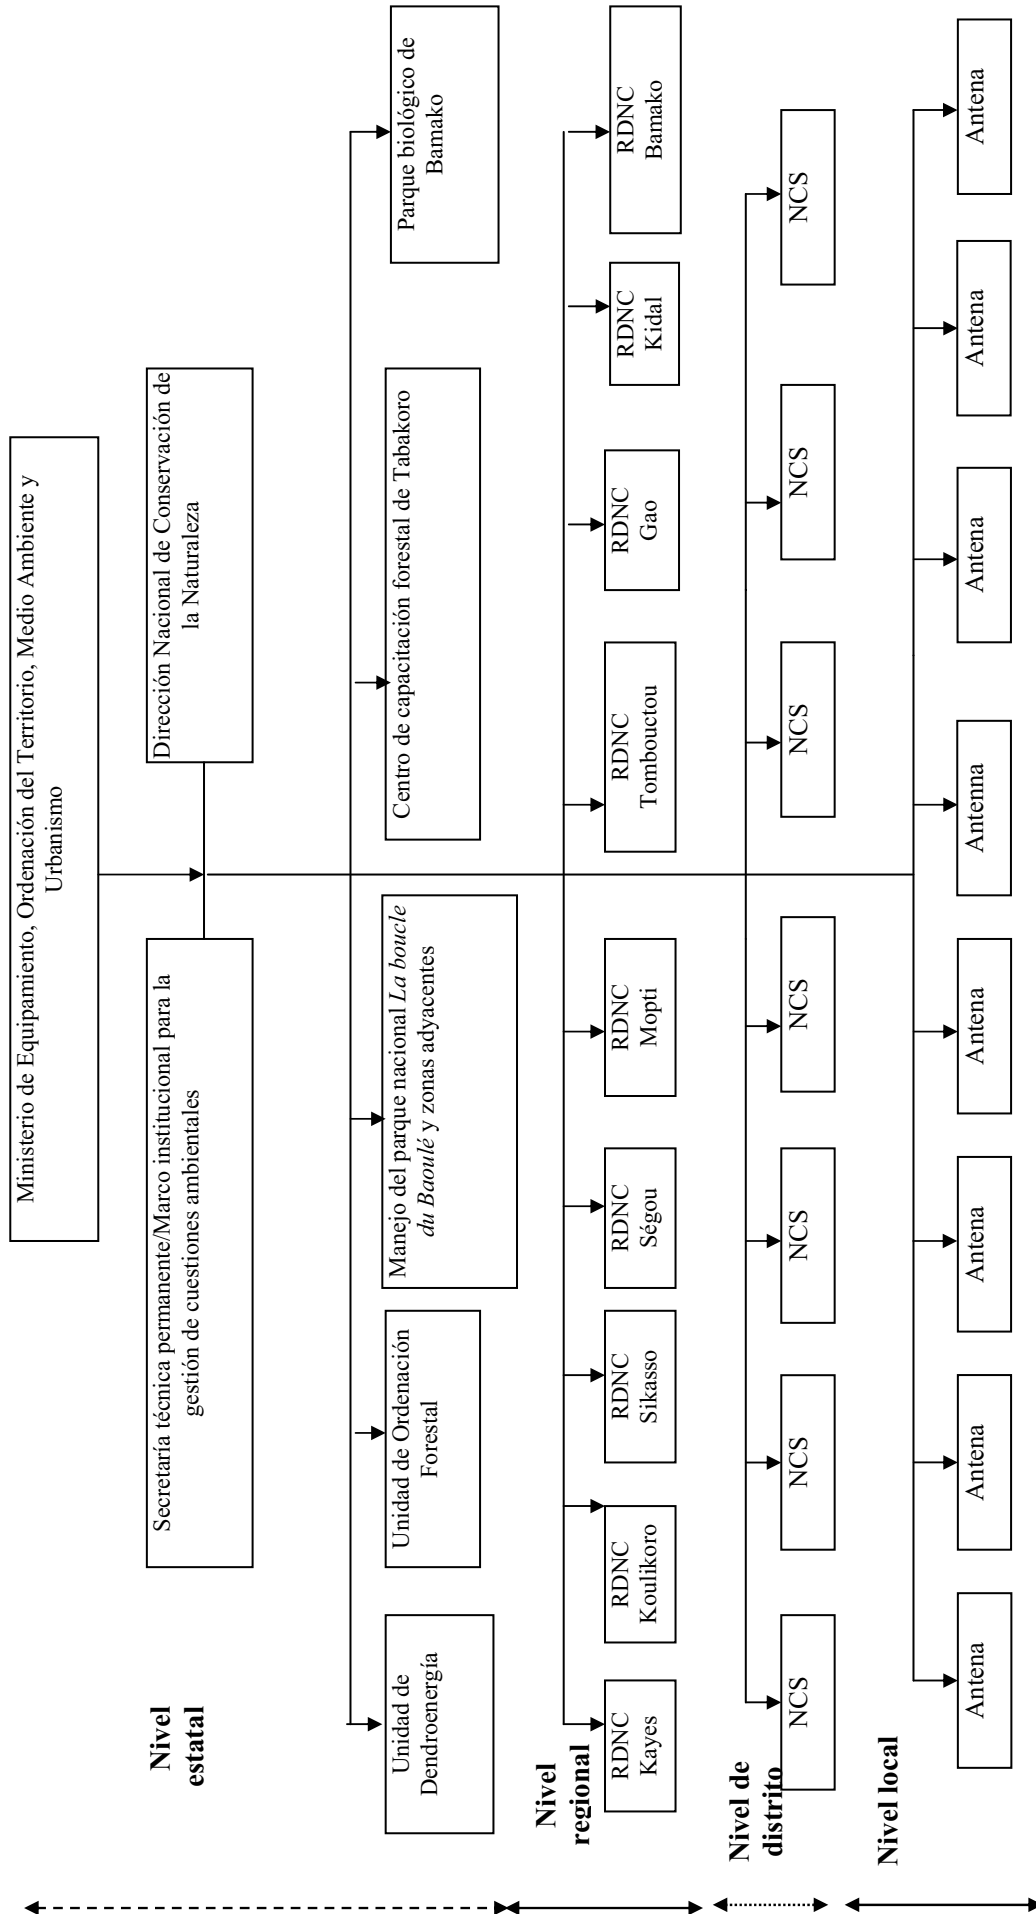 Ministerio de Equipamiento, Ordenación del Territorio, Medio Ambiente y
Urbanismo
Nivel
estatal
Secretaría técnica permanente/Marco institucional para la
gestión de cuestiones ambientales
Dirección Nacional de Conservación de
la Naturaleza
Unidad de
Dendroenergía
Unidad de Ordenación
Forestal
Manejo del parque nacional La boucle
du Baoulé y zonas adyacentes
Centro de capacitación forestal de Tabakoro
Parque biológico de
Bamako
Nivel
regional
RDNC
Kayes
RDNC
Koulikoro
RDNC
Sikasso
RDNC
Ségou
RDNC
Mopti
RDNC
Tombouctou
RDNC
Gao
RDNC
Kidal
RDNC
Bamako
Nivel de
distrito
NCS
NCS
NCS
NCS
NCS
NCS
NCS
Nivel local
Antena
Antena
Antena
Antena
Antenna
Antena
Antena
Antena